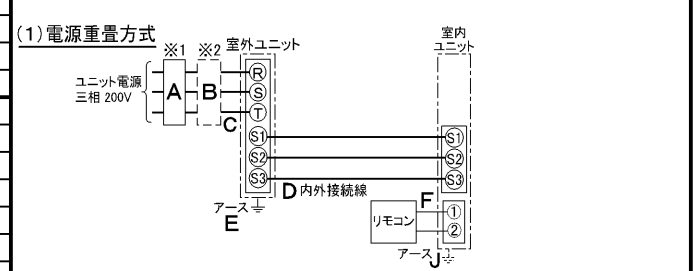 (1)電源重畳方式
※1 ※2 室外ユニット 室内
ユニット
ユニット電源
三相 200V
A B C
R
S
T
S1
S2
S3
S1
S2
S3
D 内外接続線
アース
E
リモコン
F
①
②
アース J